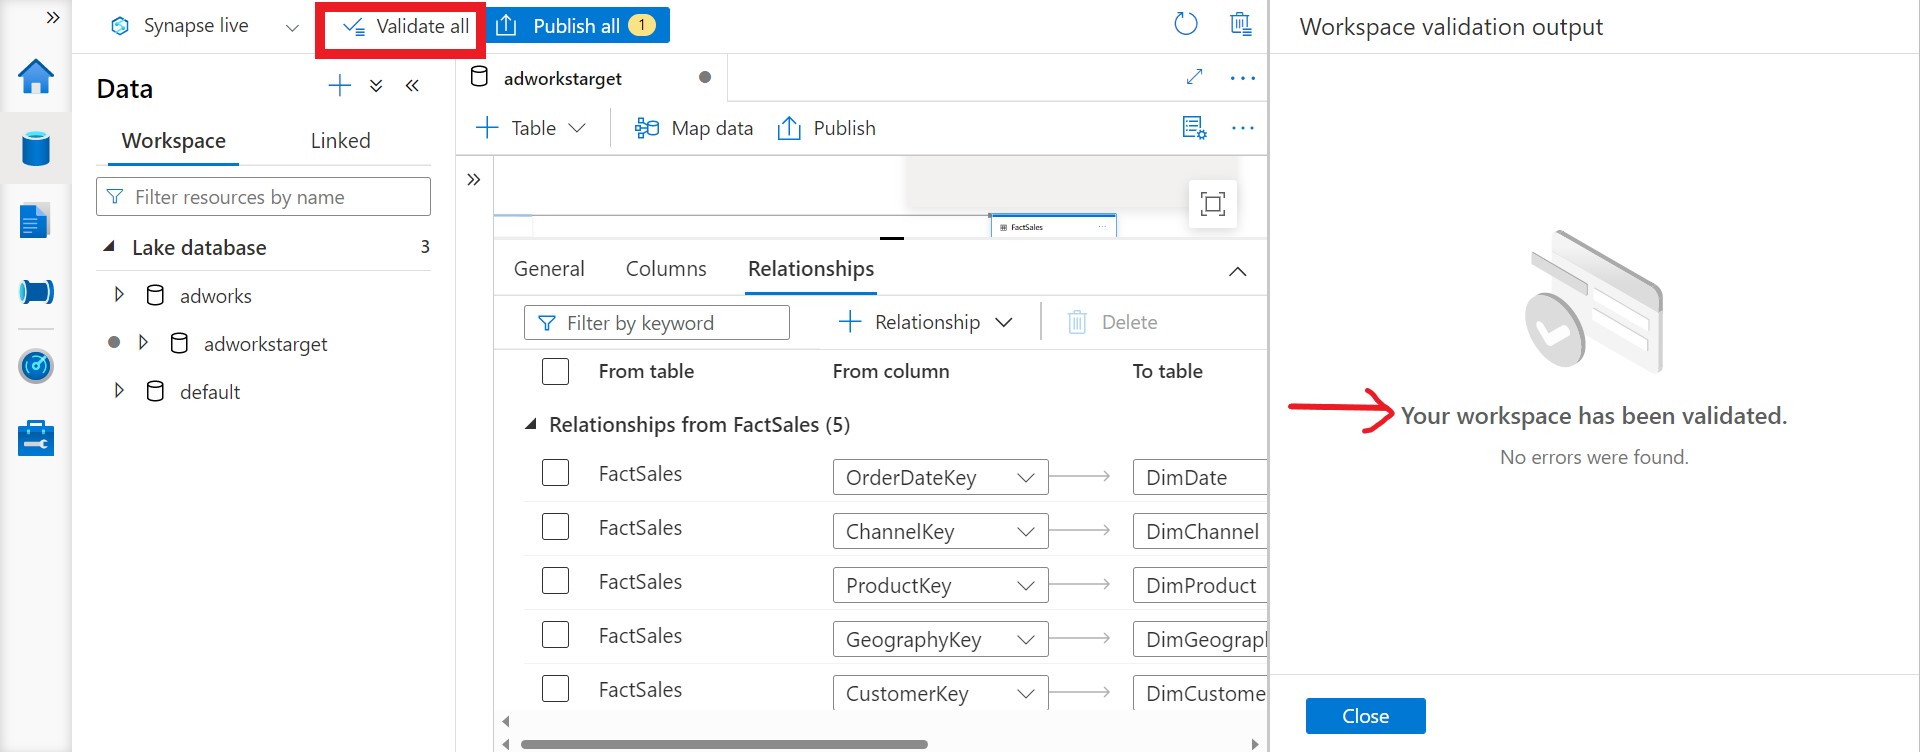 Synapse live
Validate all
Publish all 1
Workspace validation output
Data
adworkstarget
Table
Map data
Publish
Workspace
Linked
Filter resources by name
Lake database 3
adworks
adworkstarget
default
FactSales
General
Columns
Relationships
Filter by keyword
Relationship
Delete
From table
From column
To table
Relationships from FactSales (5)
FactSales OrderDateKey DimDate
FactSales ChannelKey DimChannel
FactSales ProductKey DimProduct
FactSales GeographyKey DimGeograph
FactSales CustomerKey DimCustome
Your workspace has been validated.
No errors were found.
Close